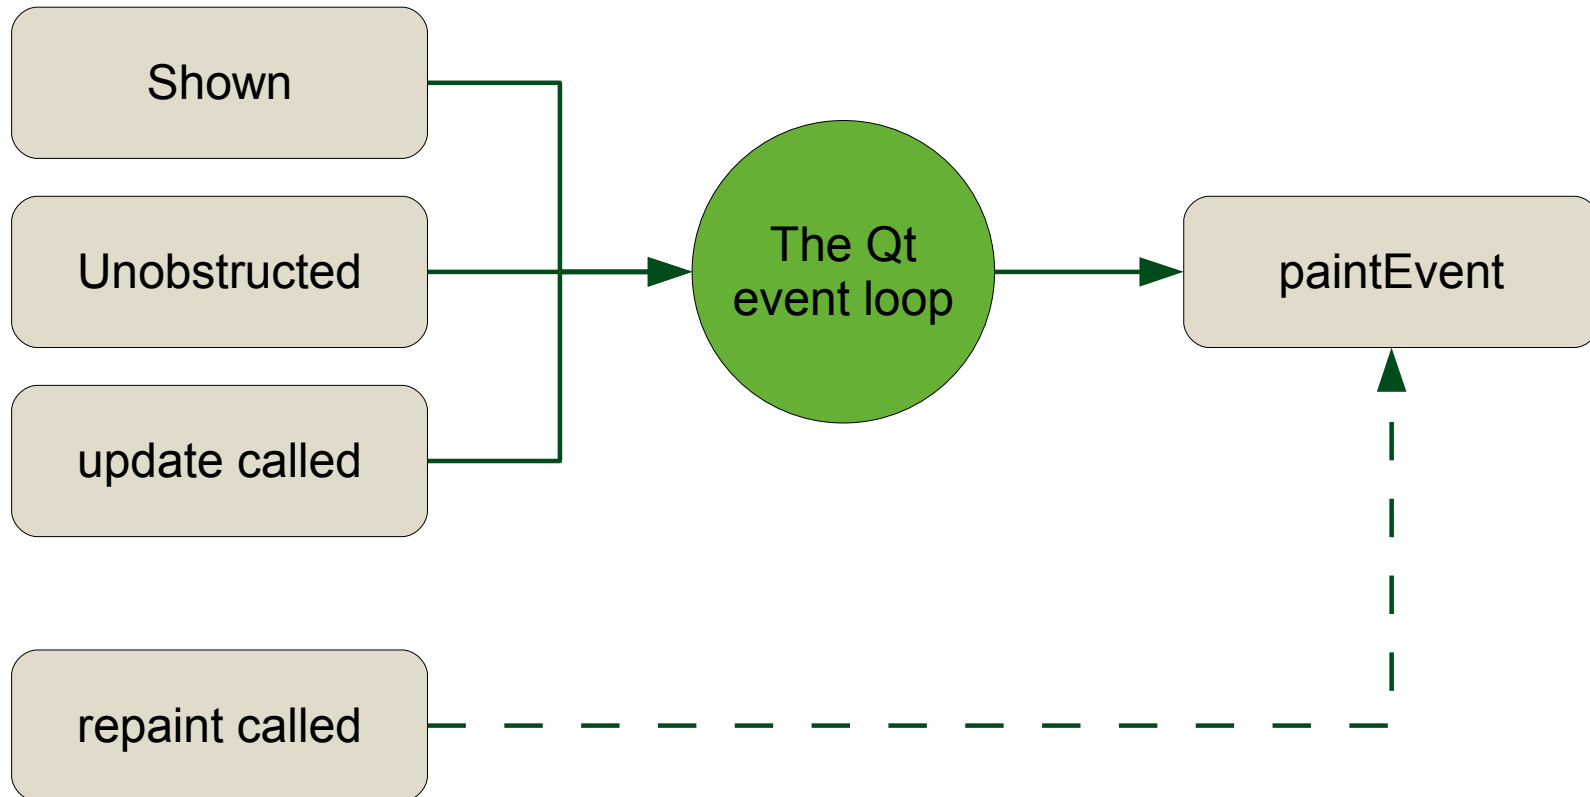 Shown
Unobstructed
The Qt
event loop
paintEvent
update called
repaint called